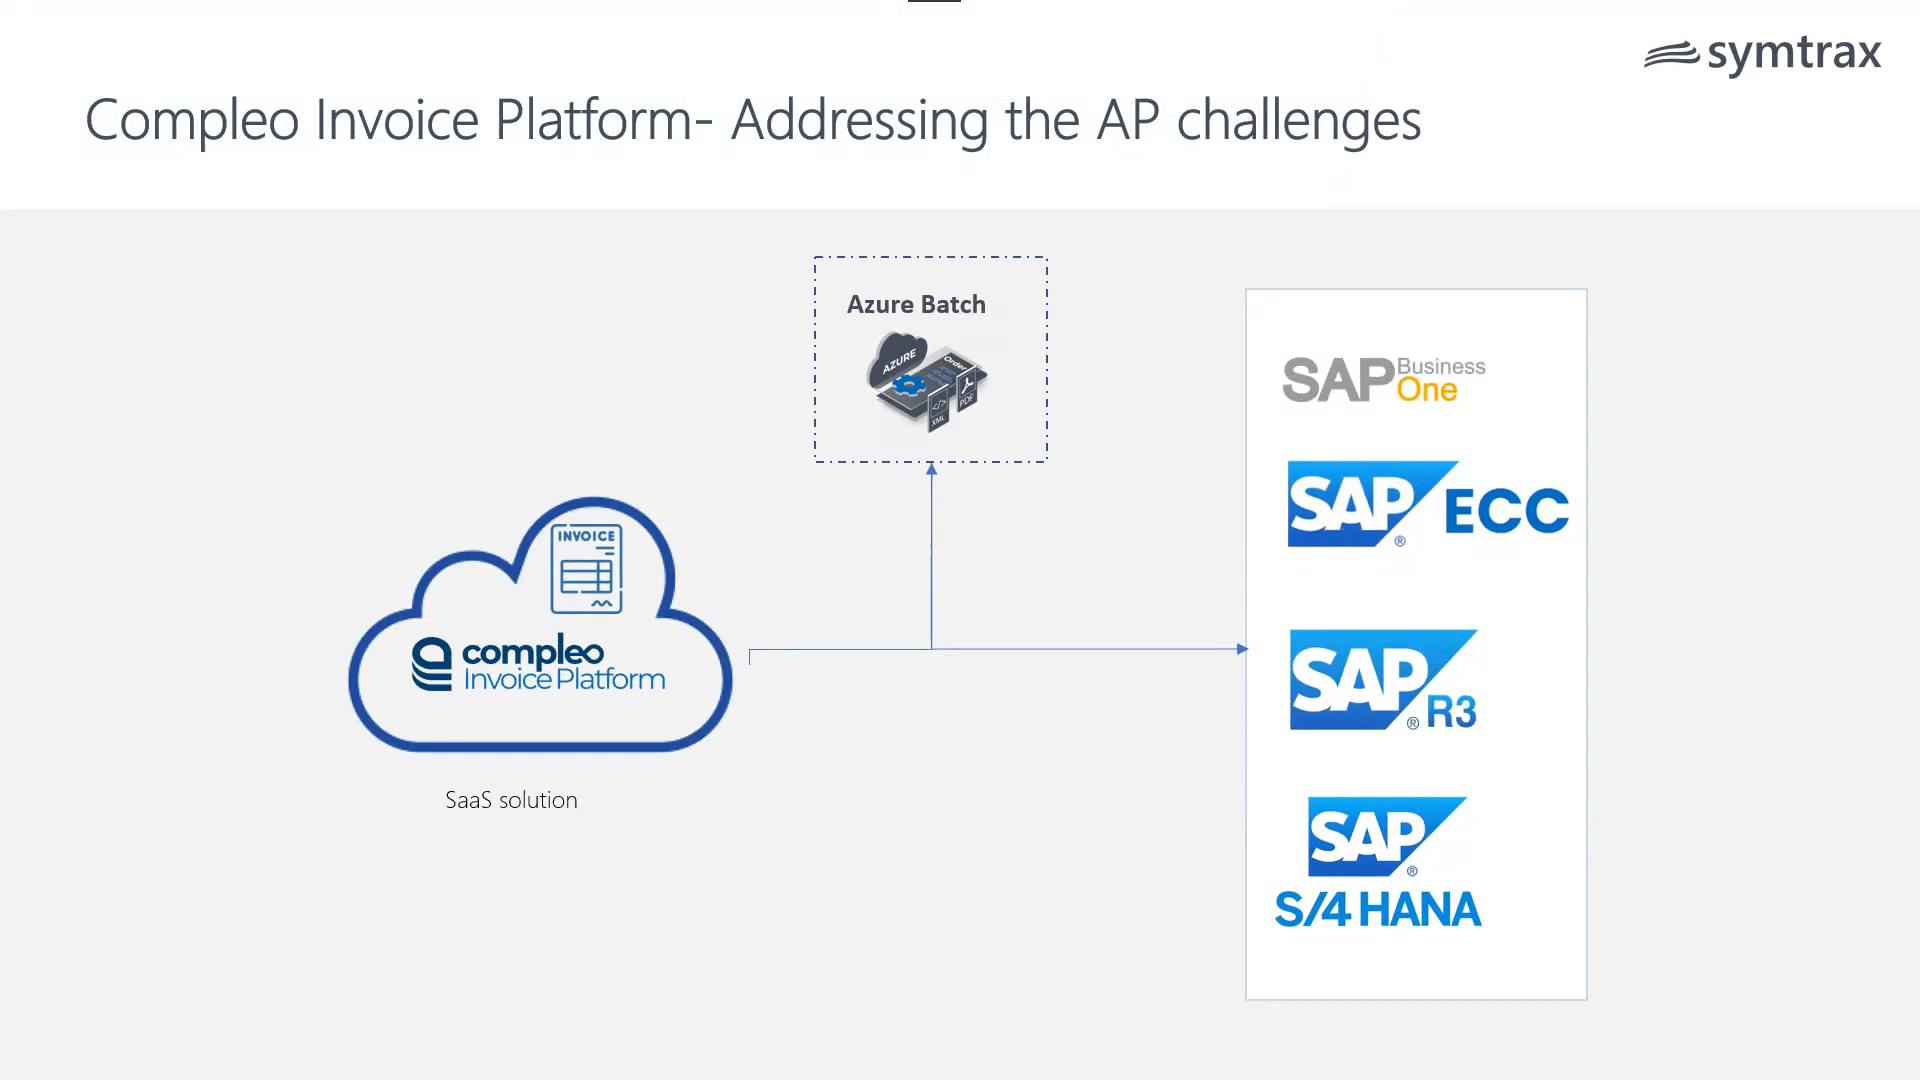 symtrax
Compleo Invoice Platform- Addressing the AP challenges
Azure Batch
AZURE
Order
</>
XML
PDF
INVOICE
compleo
Invoice Platform
SaaS solution
SAP Business One
SAP ® ECC
SAP ® R3
SAP ®
S/4 HANA